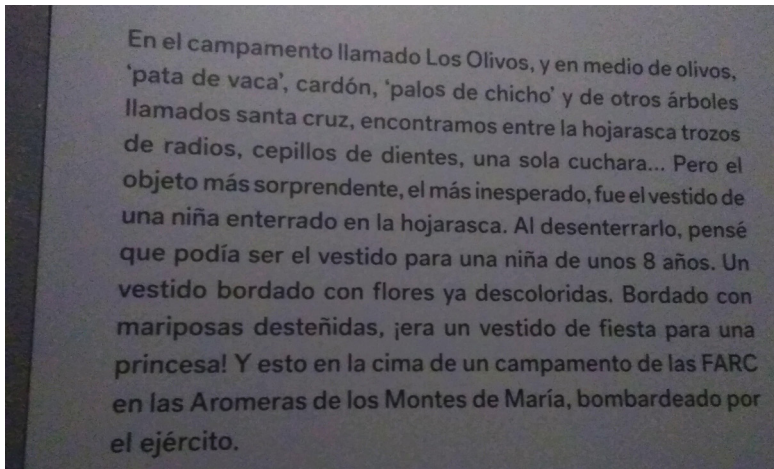 En el campamento llamado Los Olivos, y en medio de olivos,
‘pata de vaca’, cardón, ‘palos de chicho’ y de otros árboles
llamados santa cruz, encontramos entre la hojarasca trozos
de radios, cepillos de dientes, una sola cuchara... Pero el
objeto más sorprendente, el más inesperado, fue el vestido de
una niña enterrado en la hojarasca. Al desenterrarlo, pensé
que podía ser el vestido para una niña de unos 8 años. Un
vestido bordado con flores ya descoloridas. Bordado con
mariposas desteñidas, ¡era un vestido de fiesta para una
princesa! Y esto en la cima de un campamento de las FARC
en las Aromeras de los Montes de María, bombardeado por
el ejército.